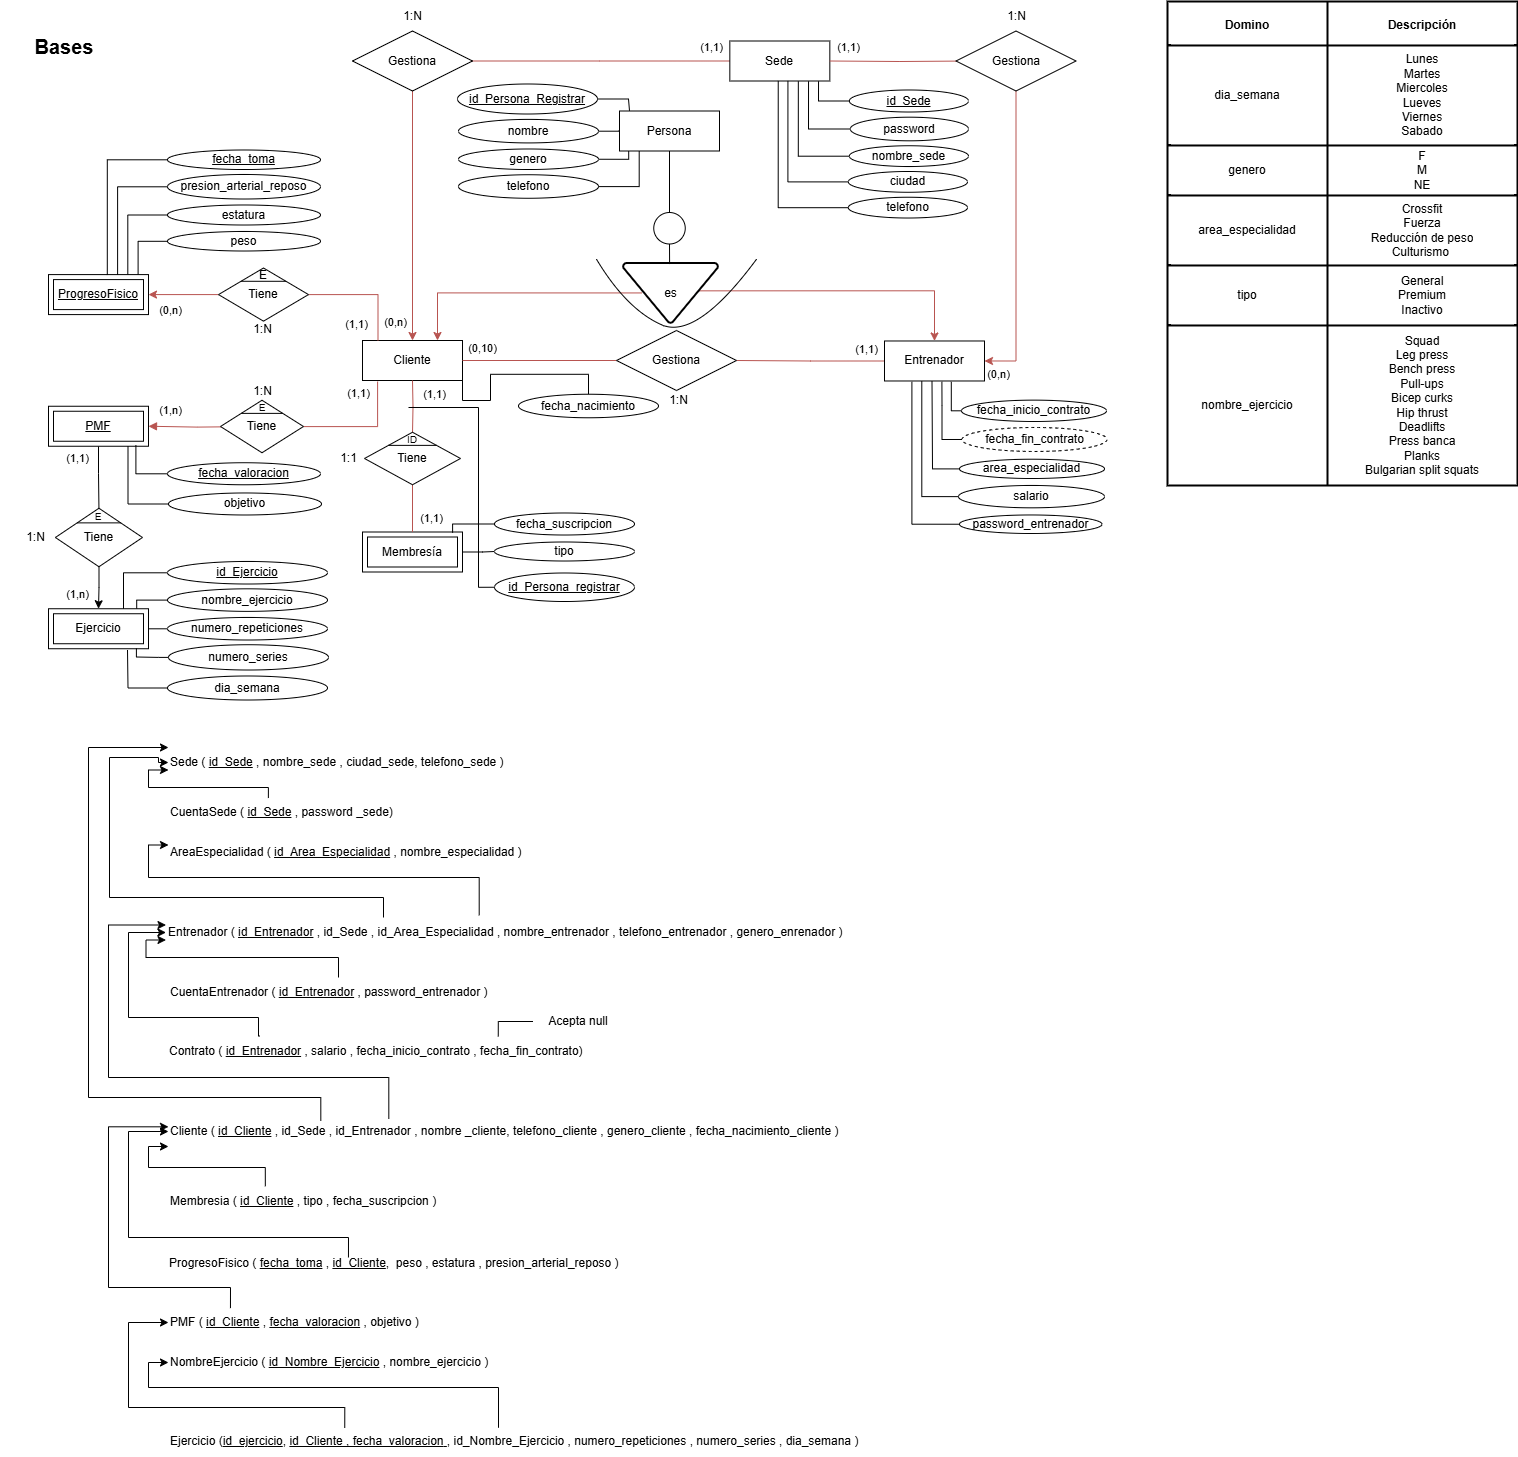 Bases
1:N
Gestiona
(1,1)
Sede
(1,1)
1:N
Gestiona
id_Persona_Registrar
nombre
genero
telefono
Persona
id_Sede
password
nombre_sede
ciudad
telefono
fecha_toma
presion_arterial_reposo
estatura
peso
ProgresoFisico
(0,n)
E
Tiene
1:N
(1,1)
(0,n)
es
Cliente
(0,10)
Gestiona
1:N
(1,1)
Entrenador
(0,n)
(1,1)
(1,1)
fecha_nacimiento
fecha_inicio_contrato
fecha_fin_contrato
area_especialidad
salario
password_entrenador
PMF
(1,n)
1:N
E
Tiene
(1,1)
fecha_valoracion
objetivo
1:1
ID
Tiene
(1,1)
Membresía
fecha_suscripcion
tipo
id_Persona_registrar
1:N
E
Tiene
(1,n)
Ejercicio
id_Ejercicio
nombre_ejercicio
numero_repeticiones
numero_series
dia_semana
Domino Descripción
dia_semana
Lunes
Martes
Miercoles
Lueves
Viernes
Sabado
genero
F
M
NE
area_especialidad
Crossfit
Fuerza
Reducción de peso
Culturismo
tipo
General
Premium
Inactivo
nombre_ejercicio
Squad
Leg press
Bench press
Pull-ups
Bicep curks
Hip thrust
Deadlifts
Press banca
Planks
Bulgarian split squats
Sede ( id_Sede , nombre_sede , ciudad_sede, telefono_sede )
CuentaSede ( id_Sede , password _sede)
AreaEspecialidad ( id_Area_Especialidad , nombre_especialidad )
Entrenador ( id_Entrenador , id_Sede , id_Area_Especialidad , nombre_entrenador , telefono_entrenador , genero_enrenador )
CuentaEntrenador ( id_Entrenador , password_entrenador )
Acepta null
Contrato ( id_Entrenador , salario , fecha_inicio_contrato , fecha_fin_contrato)
Cliente ( id_Cliente , id_Sede , id_Entrenador , nombre _cliente, telefono_cliente , genero_cliente , fecha_nacimiento_cliente )
Membresia ( id_Cliente , tipo , fecha_suscripcion )
ProgresoFisico ( fecha_toma , id_Cliente, peso , estatura , presion_arterial_reposo )
PMF ( id_Cliente , fecha_valoracion , objetivo )
NombreEjercicio ( id_Nombre_Ejercicio , nombre_ejercicio )
Ejercicio (id_ejercicio, id_Cliente , fecha_valoracion , id_Nombre_Ejercicio , numero_repeticiones , numero_series , dia_semana )